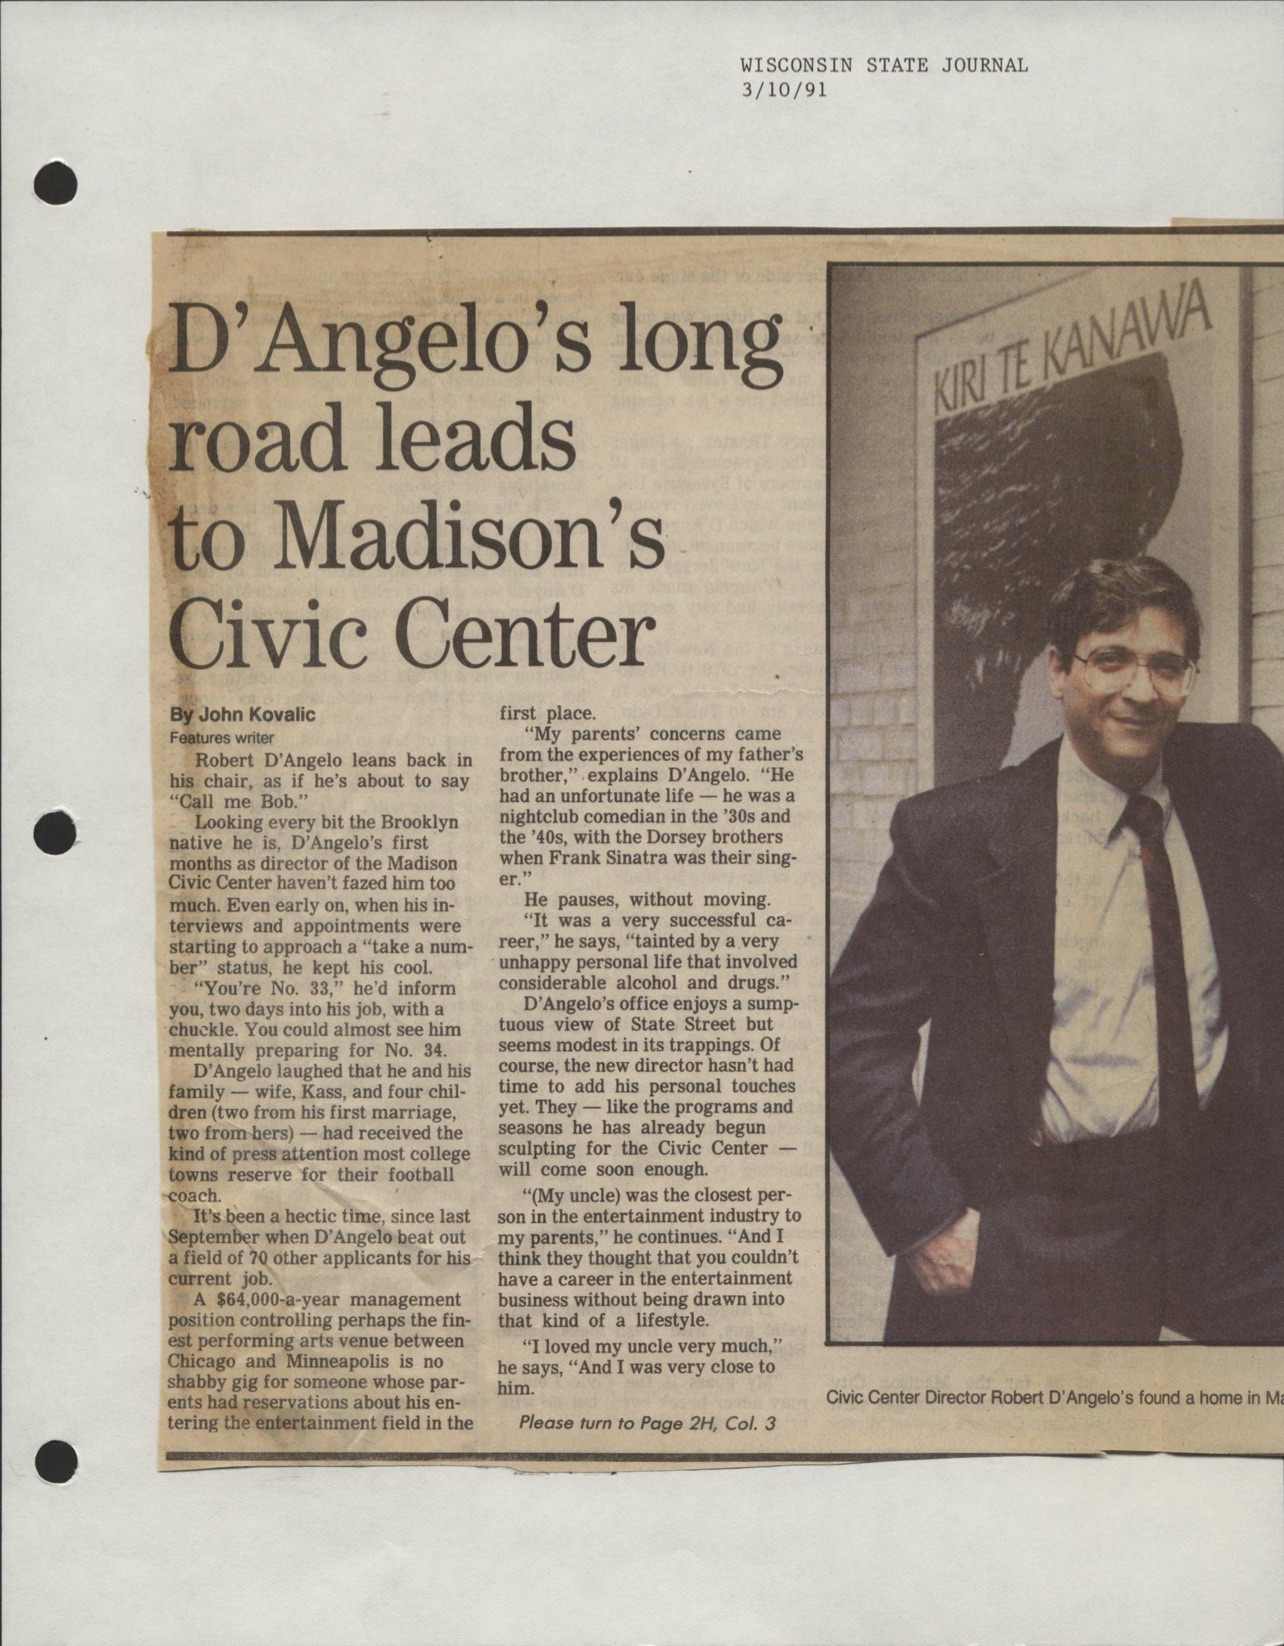 WISCONSIN STATE JOURNAL
3/10/91
D'Angelo's long
road leads
to Madison's
Civic Center
By John Kovalic
Features writer
Robert D'Angelo leans back in
his chair, as if he's about to say
“Call me Bob.”
Looking every bit the Brooklyn
native he is, D'Angelo's first
months as director of the Madison
Civic Center haven't fazed him too
much. Even early on, when his in-
terviews and appointments were
starting to approach a “take a num-
ber” status, he kept his cool.
“You're No. 33,” he'd inform
you, two days into his job, with a
chuckle. You could almost see him
mentally preparing for No. 34.
D'Angelo laughed that he and his
family — wife, Kass, and four chil-
dren (two from his first marriage,
two from hers) — had received the
kind of press attention most college
towns reserve for their football
coach.
It's been a hectic time, since last
September when D'Angelo beat out
a field of 70 other applicants for his
current job.
A $64,000-a-year management
position controlling perhaps the fin-
est performing arts venue between
Chicago and Minneapolis is no
shabby gig for someone whose par-
ents had reservations about his en-
tering the entertainment field in the
first place.
“My parents' concerns came
from the experiences of my father's
brother,” explains D'Angelo. “He
had an unfortunate life — he was a
nightclub comedian in the '30s and
the '40s, with the Dorsey brothers
when Frank Sinatra was their sing-
er.”
He pauses, without moving.
“It was a very successful ca-
reer,” he says, “tainted by a very
unhappy personal life that involved
considerable alcohol and drugs.”
D'Angelo's office enjoys a sump-
tuous view of State Street but
seems modest in its trappings. Of
course, the new director hasn't had
time to add his personal touches
yet. They — like the programs and
seasons he has already begun
sculpting for the Civic Center —
will come soon enough.
“(My uncle) was the closest per-
son in the entertainment industry to
my parents,” he continues. “And I
think they thought that you couldn't
have a career in the entertainment
business without being drawn into
that kind of a lifestyle.
“I loved my uncle very much,”
he says, “And I was very close to
him.
Please turn to Page 2H, Col. 3
KIRI TE KANAWA
Civic Center Director Robert D'Angelo's found a home in Ma